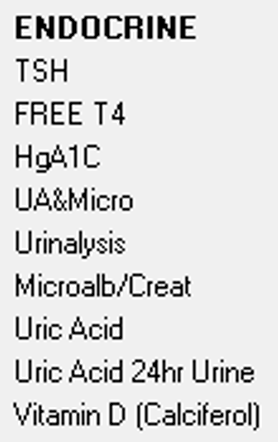 ENDOCRINE
TSH
FREE T4
HgA1C
UA&Micro
Urinalysis
Microalb/Creat
Uric Acid
Uric Acid 24hr Urine
Vitamin D (Calciferol)